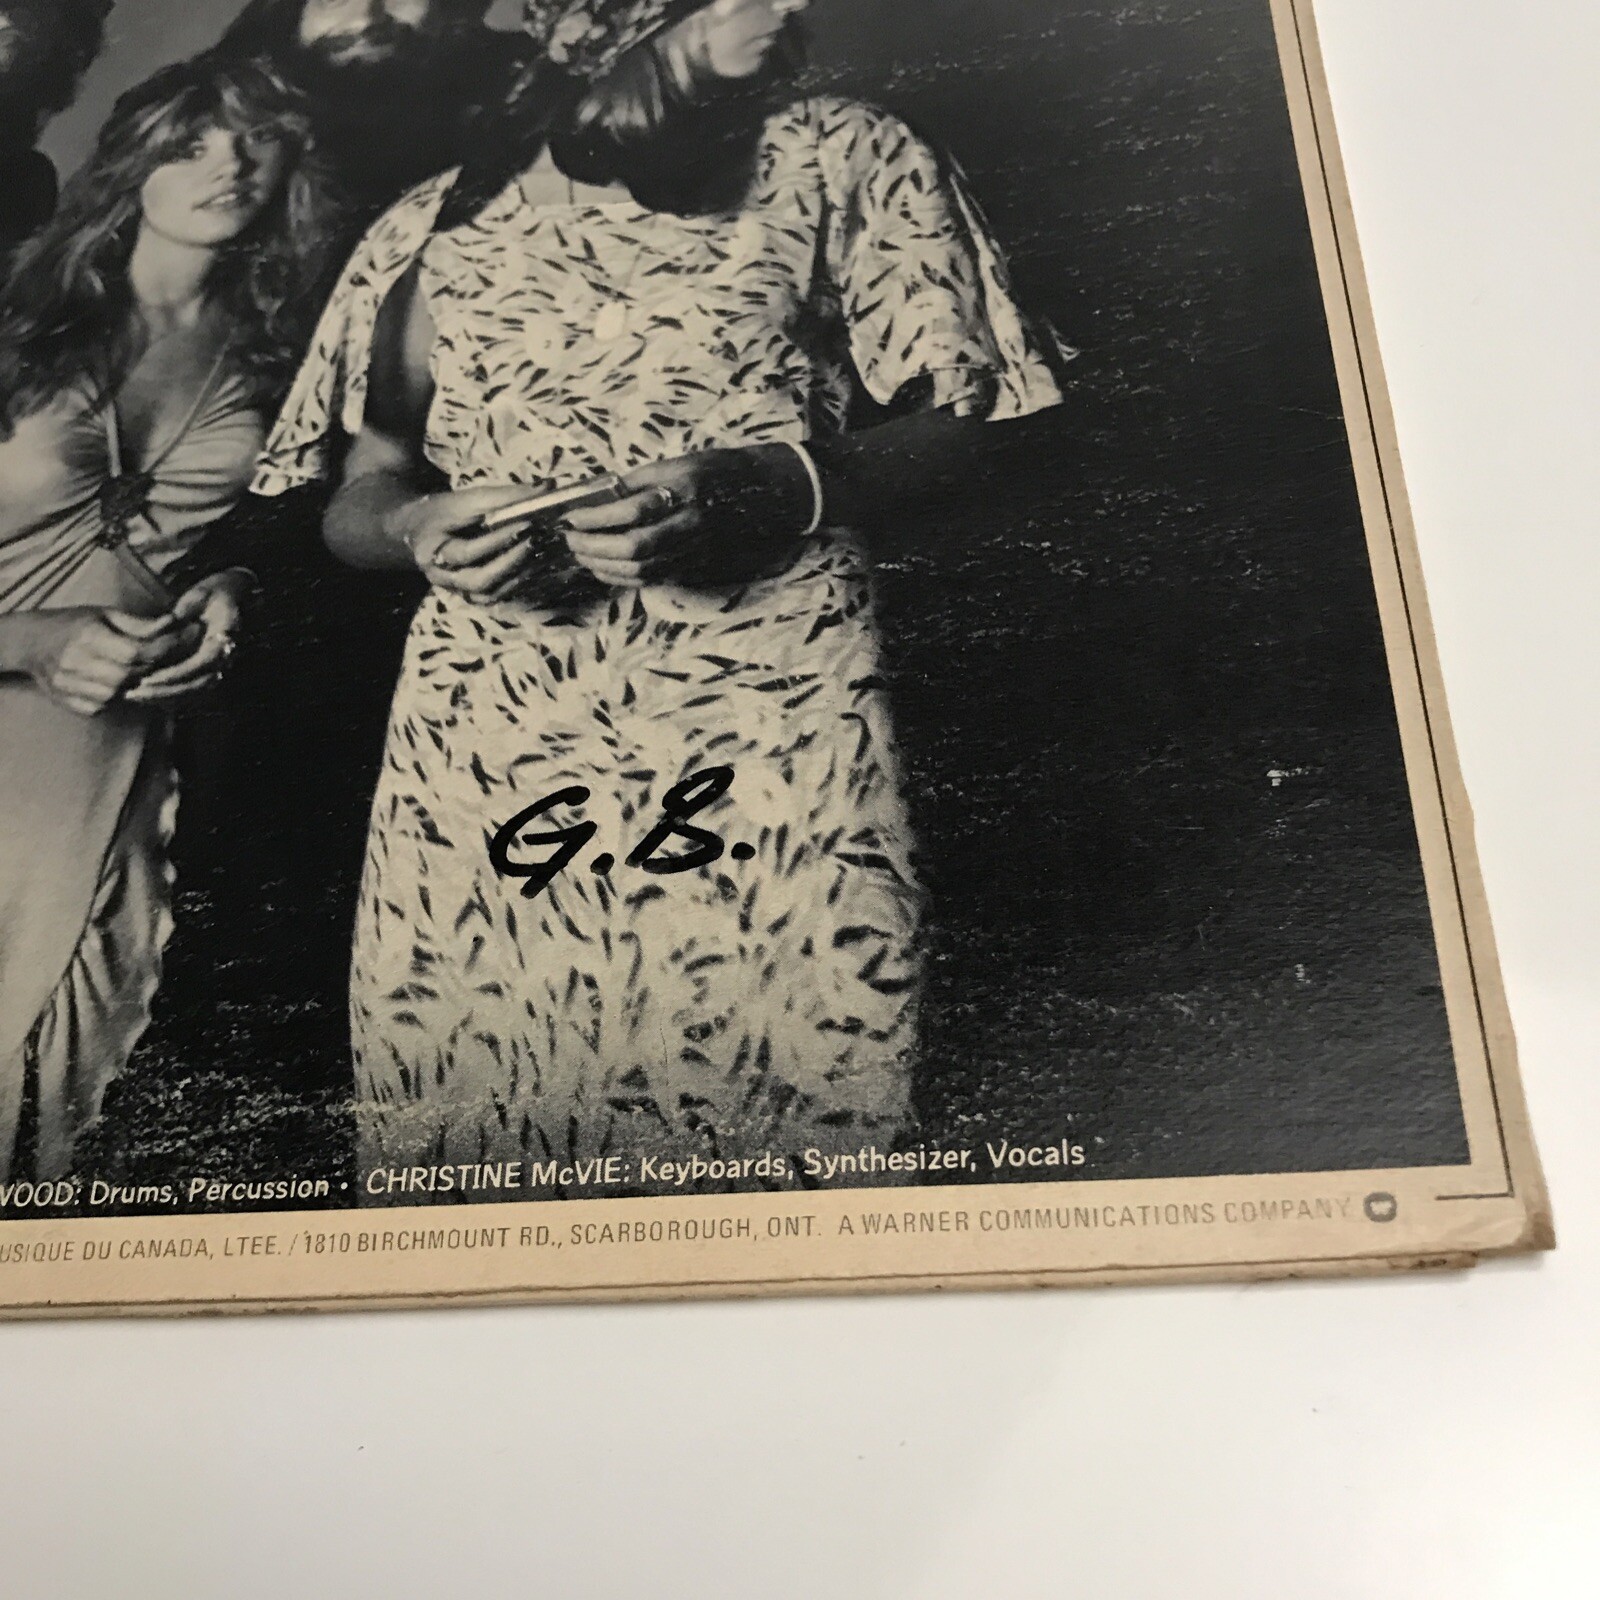 G.B.
WOOD: Drums, Percussion · CHRISTINE McVIE: Keyboards, Synthesizer, Vocals
USIQUE DU CANADA, LTEE. / 1810 BIRCHMOUNT RD., SCARBOROUGH, ONT. A WARNER COMMUNICATIONS COMPANY